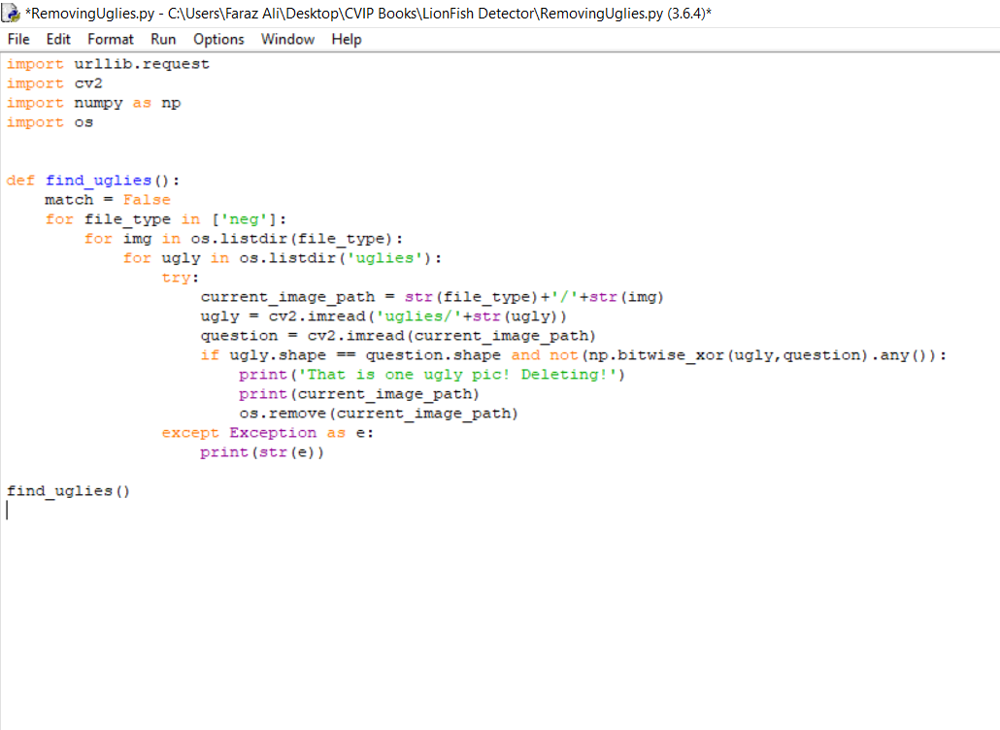 *RemovingUglies.py - C:\Users\Faraz Ali\Desktop\CVIP Books\LionFish Detector\RemovingUglies.py (3.6.4)*
File Edit Format Run Options Window Help
import urllib.request
import cv2
import numpy as np
import os
def find_uglies():
    match = False
    for file_type in ['neg']:
        for img in os.listdir(file_type):
            for ugly in os.listdir('uglies'):
                try:
                    current_image_path = str(file_type)+'/'+str(img)
                    ugly = cv2.imread('uglies/'+str(ugly))
                    question = cv2.imread(current_image_path)
                    if ugly.shape == question.shape and not(np.bitwise_xor(ugly,question).any()):
                        print('That is one ugly pic! Deleting!')
                        print(current_image_path)
                        os.remove(current_image_path)
                except Exception as e:
                    print(str(e))
find_uglies()